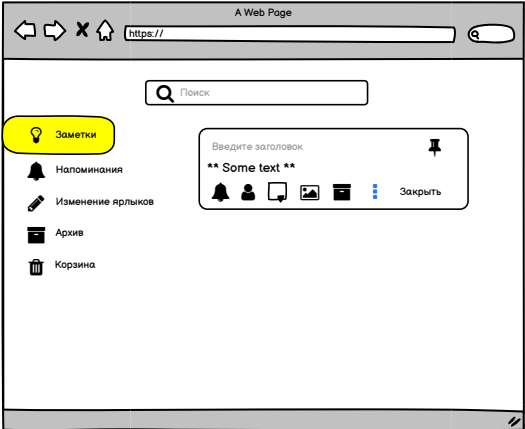 A Web Page
https://
Поиск
Заметки
Напоминания
Изменение ярлыков
Архив
Корзина
Введите заголовок
** Some text **
Закрыть